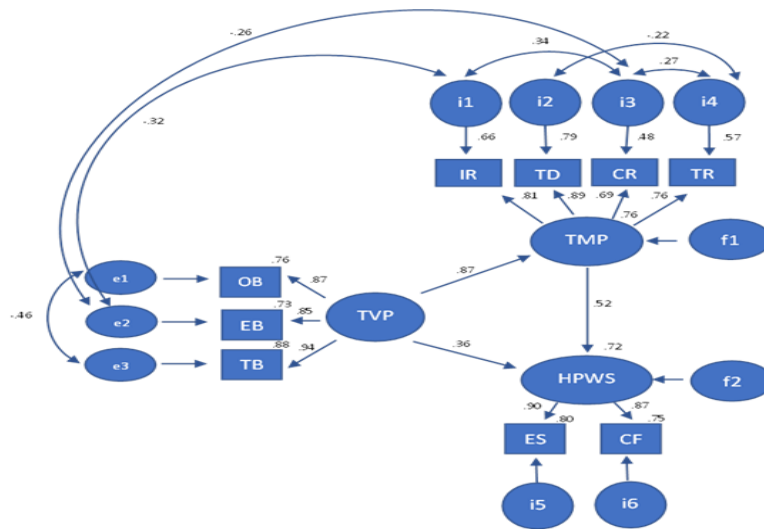 -.26
-.22
.34
.27
-.32
i1 i2 i3 i4
.66 .79 .48 .57
IR TD CR TR
.81 .89 .69 .76
.76
TMP f1
.76
e1 OB .87 .87
.52
.73
-.46 e2 EB .85 TVP
.88 .94 .36 .72
e3 TB
HPWS f2
.90 .87
.80 .75
ES CF
i5 i6